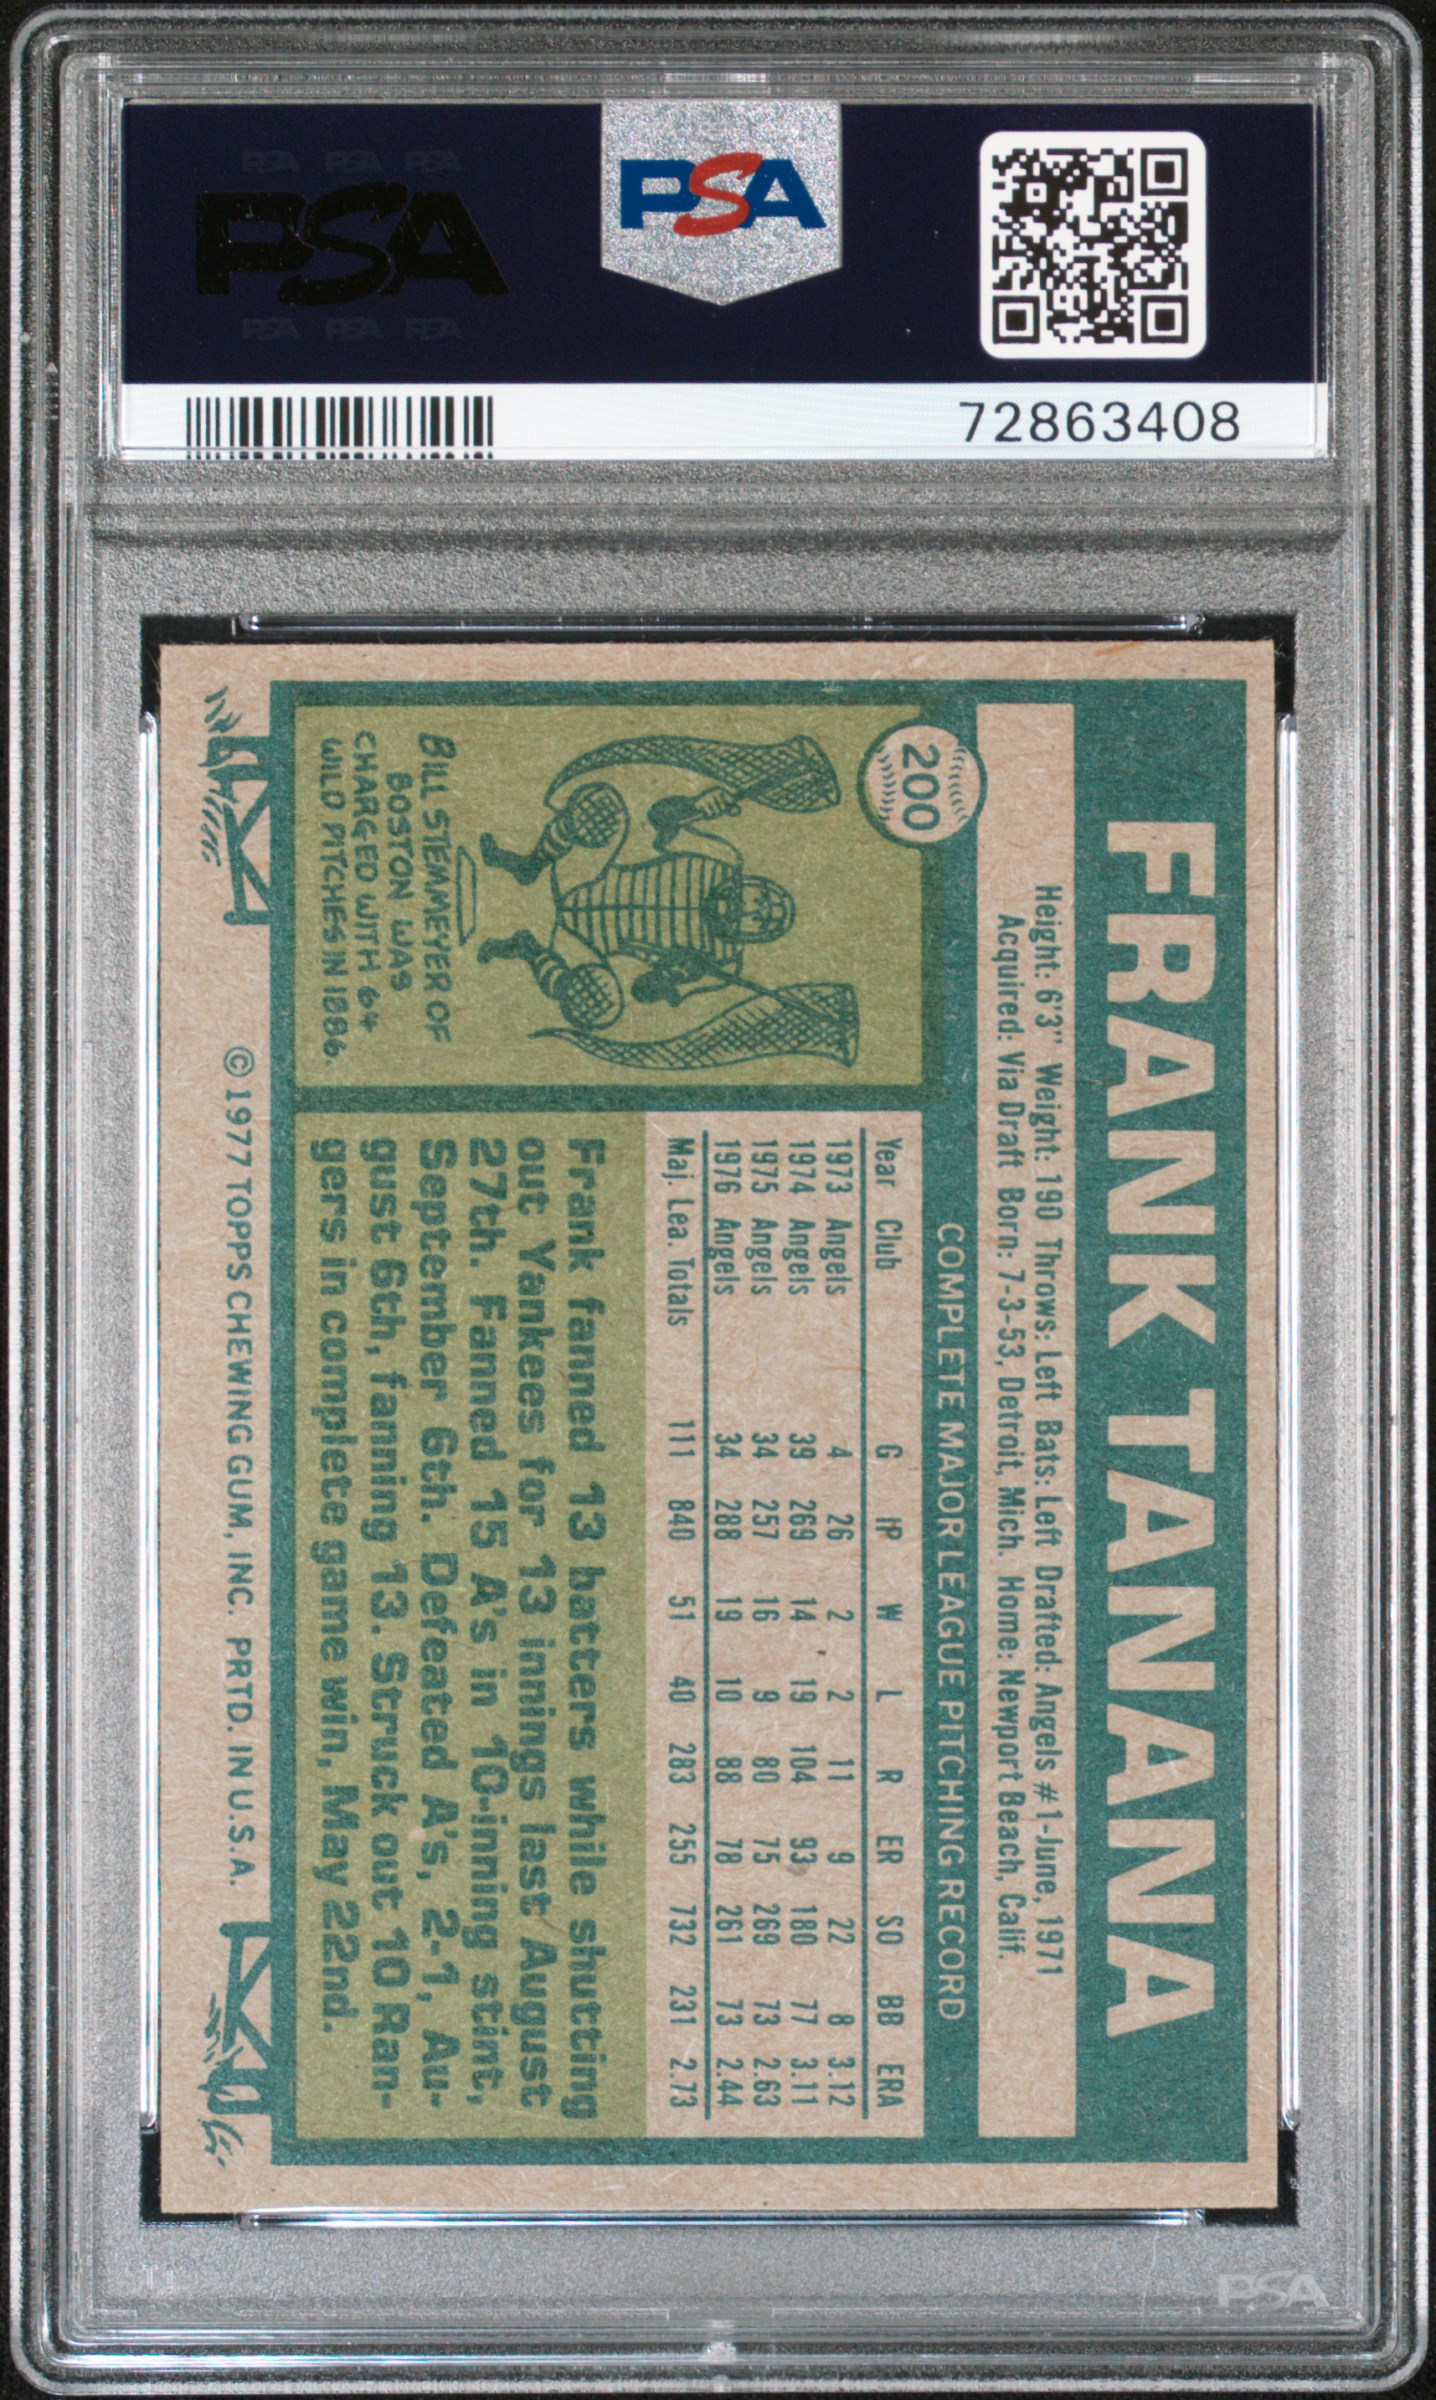 PSA PSA PSA
PSA
PSA PSA PSA
PSA
72863408
200
FRANK TANANA
Height: 6'3" Weight: 190 Throws: Left Bats: Left Drafted: Angels #1-June, 1971
Acquired: Via Draft Born: 7-3-53, Detroit, Mich. Home: Newport Beach, Calif.
COMPLETE MAJOR LEAGUE PITCHING RECORD
Year Club G IP W L R ER SO BB ERA
1973 Angels 4 26 2 2 11 9 22 8 3.12
1974 Angels 39 269 14 19 104 93 180 77 3.11
1975 Angels 34 257 16 9 80 75 269 73 2.63
1976 Angels 34 288 19 10 88 78 261 73 2.44
Maj. Lea. Totals 111 840 51 40 283 255 732 231 2.73
BILL STEMMEYER OF
BOSTON WAS
CHARGED WITH 64
WILD PITCHES IN 1886.
Frank fanned 13 batters while shutting
out Yankees for 13 innings last August
27th. Fanned 15 A's in 10-inning stint,
September 6th. Defeated A's, 2-1, Au-
gust 6th, fanning 13. Struck out 10 Ran-
gers in complete game win, May 22nd.
©1977 TOPPS CHEWING GUM, INC. PRTD. IN U.S.A.
PSA